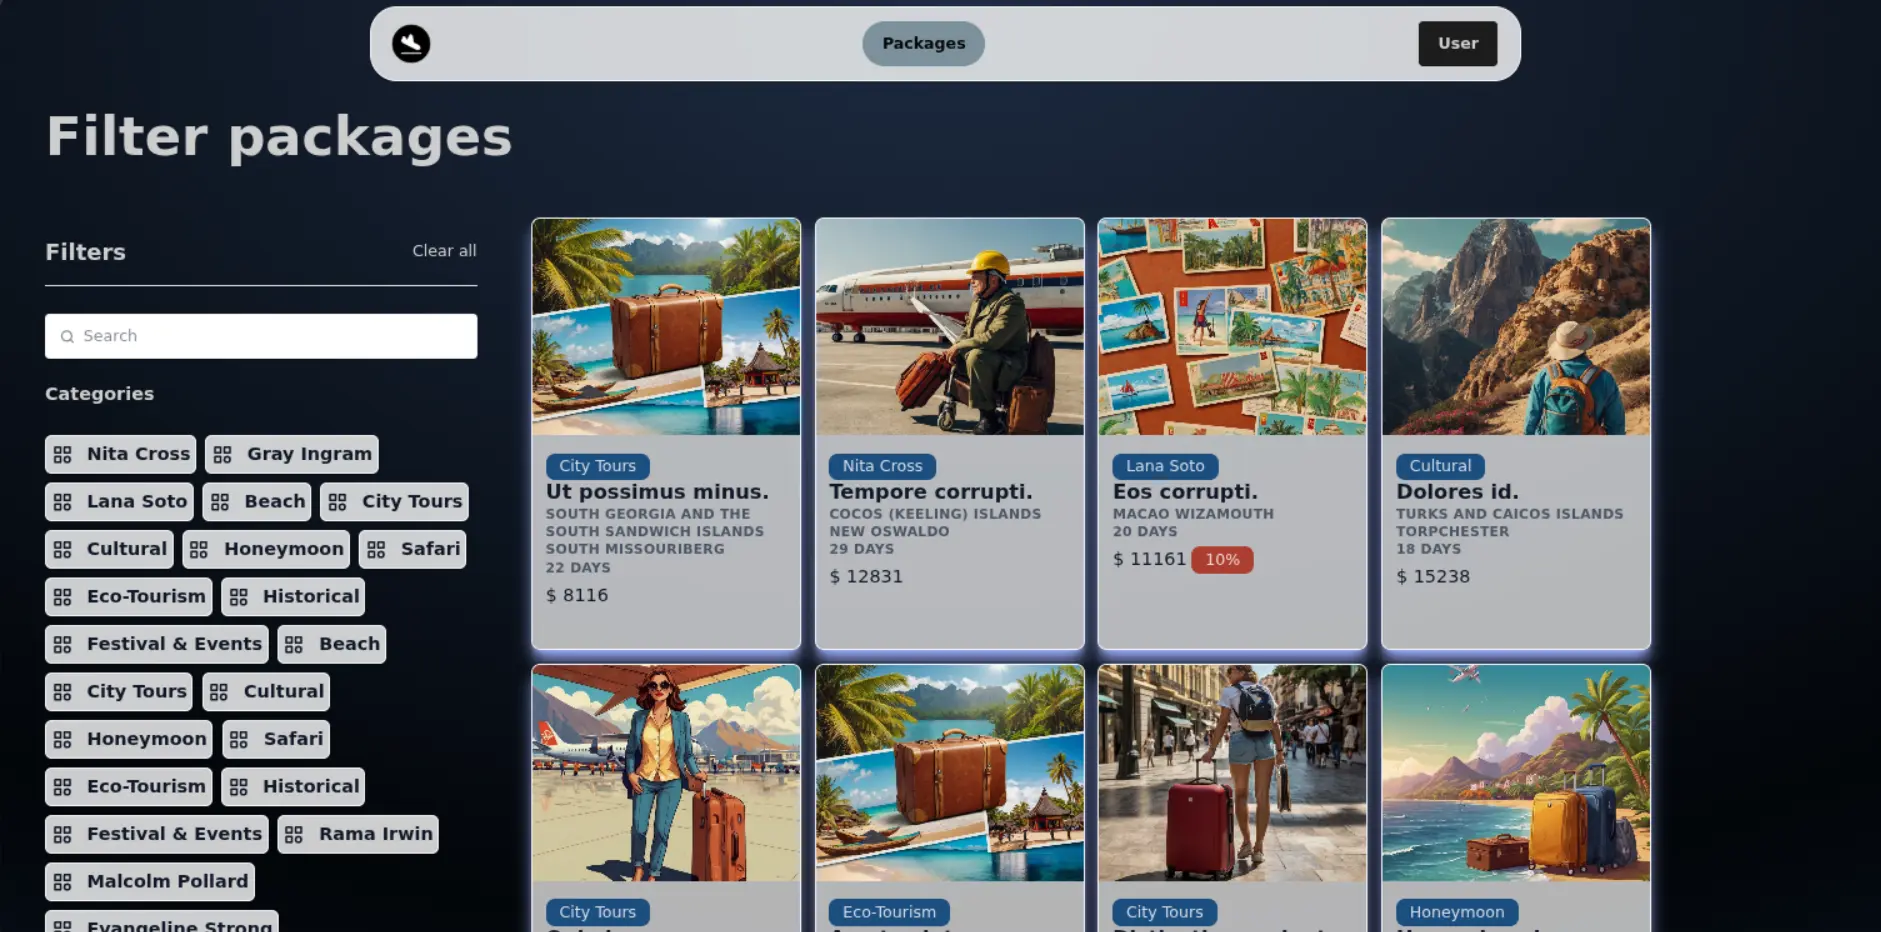 Packages
User
Filter packages
Filters
Clear all
Search
Categories
Nita Cross
Gray Ingram
Lana Soto
Beach
City Tours
Cultural
Honeymoon
Safari
Eco-Tourism
Historical
Festival & Events
Beach
City Tours
Cultural
Honeymoon
Safari
Eco-Tourism
Historical
Festival & Events
Rama Irwin
Malcolm Pollard
Evangeline Strong
City Tours
Ut possimus minus.
SOUTH GEORGIA AND THE
SOUTH SANDWICH ISLANDS
SOUTH MISSOURIBERG
22 DAYS
$ 8116
Nita Cross
Tempore corrupti.
COCOS (KEELING) ISLANDS
NEW OSWALDO
29 DAYS
$ 12831
Lana Soto
Eos corrupti.
MACAO WIZAMOUTH
20 DAYS
$ 11161 10%
Cultural
Dolores id.
TURKS AND CAICOS ISLANDS
TORPCHESTER
18 DAYS
$ 15238
City Tours
Eco-Tourism
City Tours
Honeymoon